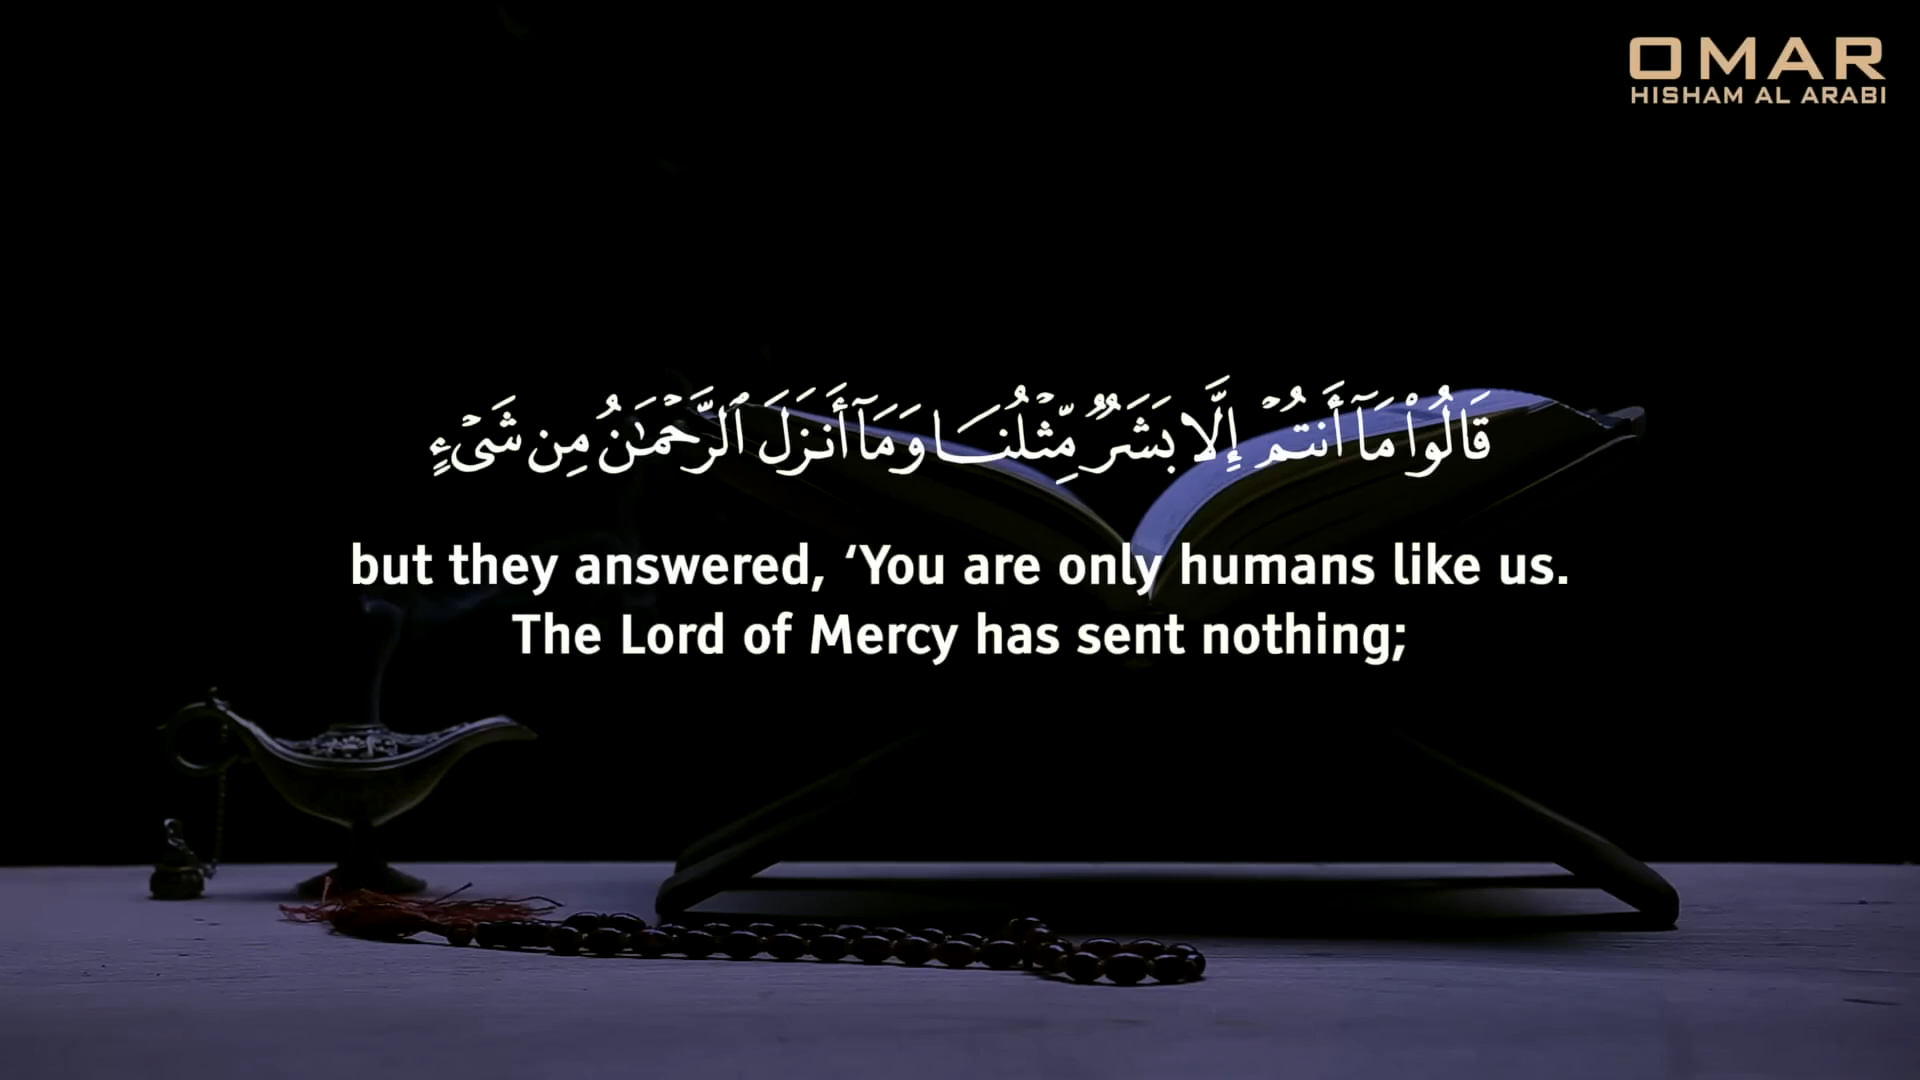 OMAR
HISHAM AL ARABI
قَالُوا۟ مَآ أَنتُمْ إِلَّا بَشَرٌ مِّثْلُنَا وَمَآ أَنزَلَ ٱلرَّحْمَـٰنُ مِن شَىْءٍ
but they answered, ‘You are only humans like us.
The Lord of Mercy has sent nothing;